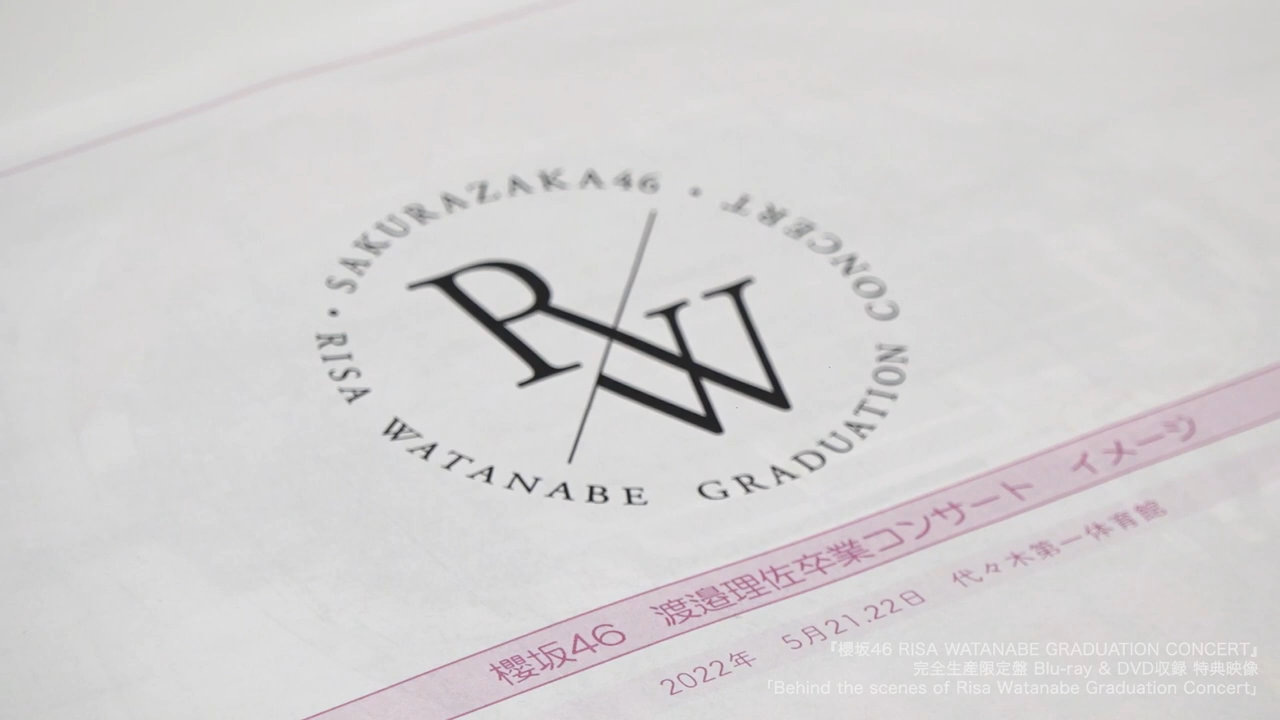 • SAKURAZAKA46 • CONCERT
RW
RISA WATANABE GRADUATION
櫻坂46 渡邉理佐卒業コンサート イメージ
2022年 5月21.22日 代々木第一体育館
『櫻坂46 RISA WATANABE GRADUATION CONCERT』
完全生産限定盤 Blu-ray & DVD収録 特典映像
「Behind the scenes of Risa Watanabe Graduation Concert」